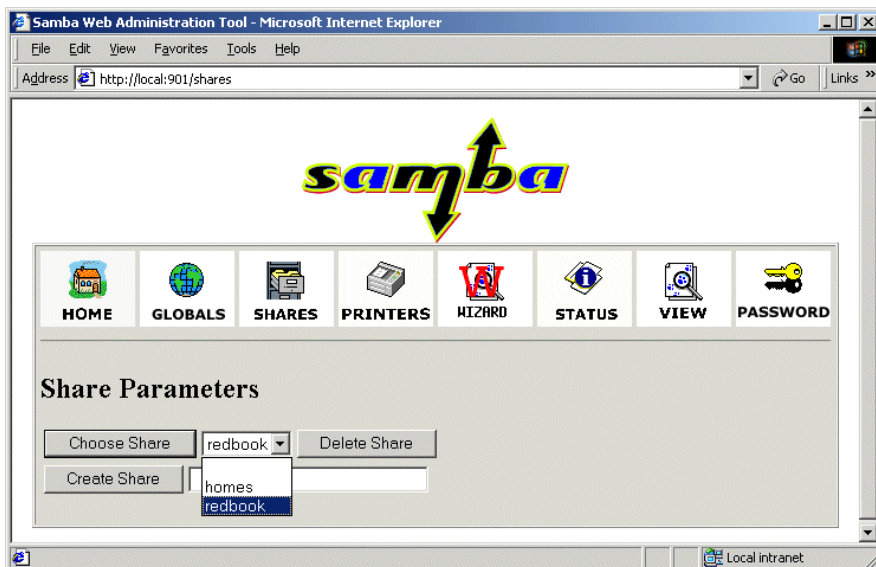 Samba Web Administration Tool - Microsoft Internet Explorer
File Edit View Favorites Tools Help
Address http://local:901/shares Go Links »
samba
HOME GLOBALS SHARES PRINTERS WIZARD STATUS VIEW PASSWORD
Share Parameters
Choose Share redbook Delete Share
Create Share
homes
redbook
Local intranet